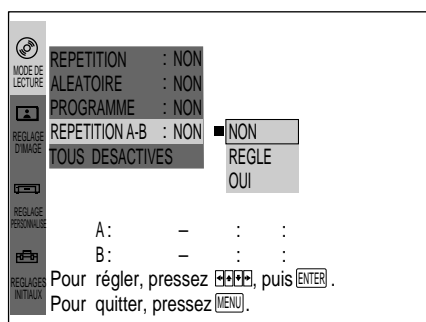 MODE DE
LECTURE
REGLAGE
D'IMAGE
REGLAGE
PERSONNALISE
REGLAGES
INITIAUX
REPETITION : NON
ALEATOIRE : NON
PROGRAMME : NON
REPETITION A-B : NON
TOUS DESACTIVES
NON
REGLE
OUI
A: – : :
B: – : :
Pour régler, pressez , puis ENTER .
Pour quitter, pressez MENU.